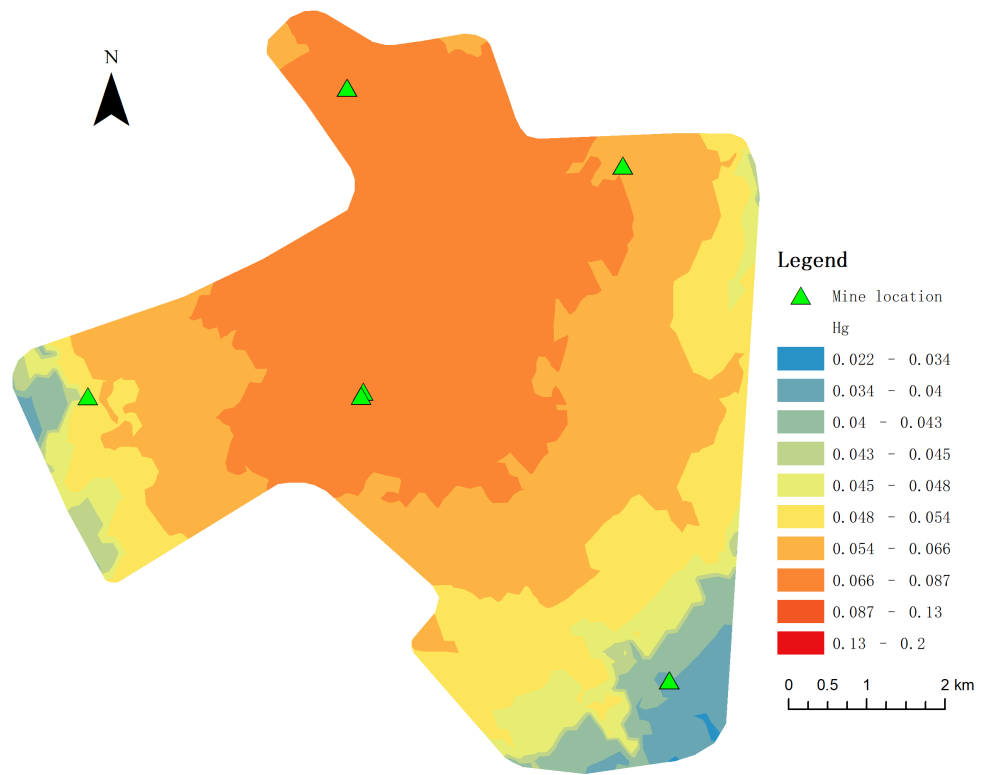 N
Legend
Mine location
Hg
0.022 - 0.034
0.034 - 0.04
0.04 - 0.043
0.043 - 0.045
0.045 - 0.048
0.048 - 0.054
0.054 - 0.066
0.066 - 0.087
0.087 - 0.13
0.13 - 0.2
0 0.5 1 2 km